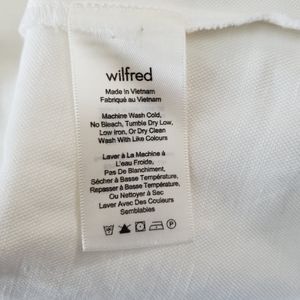 wilfred
Made in Vietnam
Fabriqué au Vietnam
Machine Wash Cold,
No Bleach, Tumble Dry Low,
Low Iron, Or Dry Clean
Wash With Like Colours
Laver à La Machine à
L'eau Froide,
Pas De Blanchiment,
Sécher à Basse Température,
Repasser à Basse Température,
Ou Nettoyer à Sec
Laver Avec Des Couleurs
Semblables